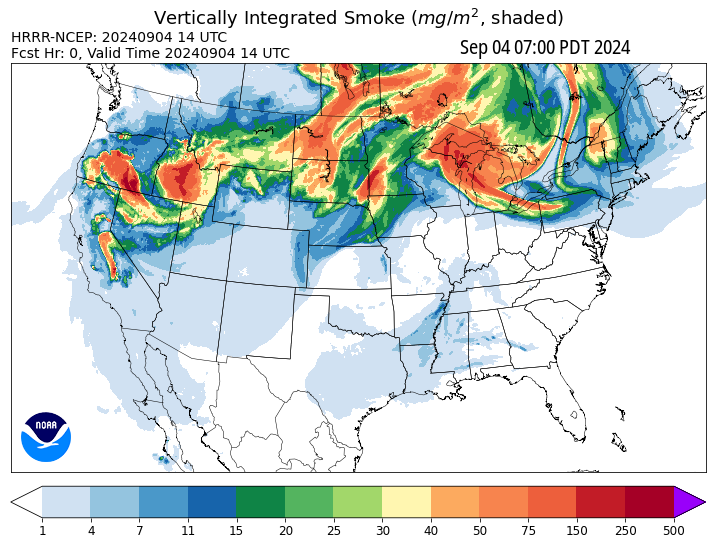 Vertically Integrated Smoke (mg/m², shaded)
HRRR-NCEP: 20240904 14 UTC
Fcst Hr: 0, Valid Time 20240904 14 UTC
Sep 04 07:00 PDT 2024
NOAA
1 4 7 11 15 20 25 30 40 50 75 150 250 500